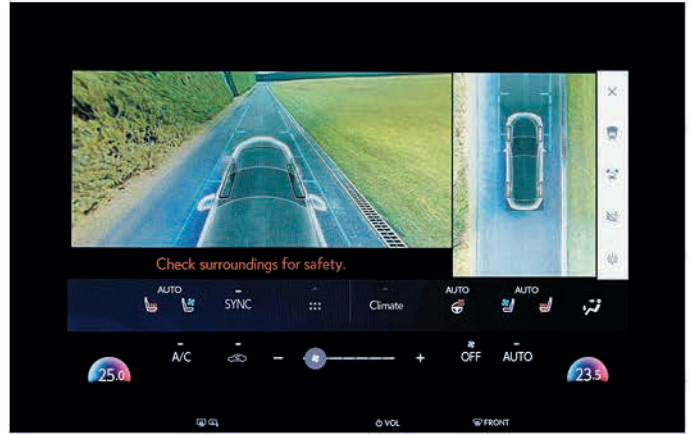 Check surroundings for safety.
AUTO
SYNC
Climate
AUTO
AUTO
A/C
OFF
AUTO
25.0
23.5
VOL
FRONT